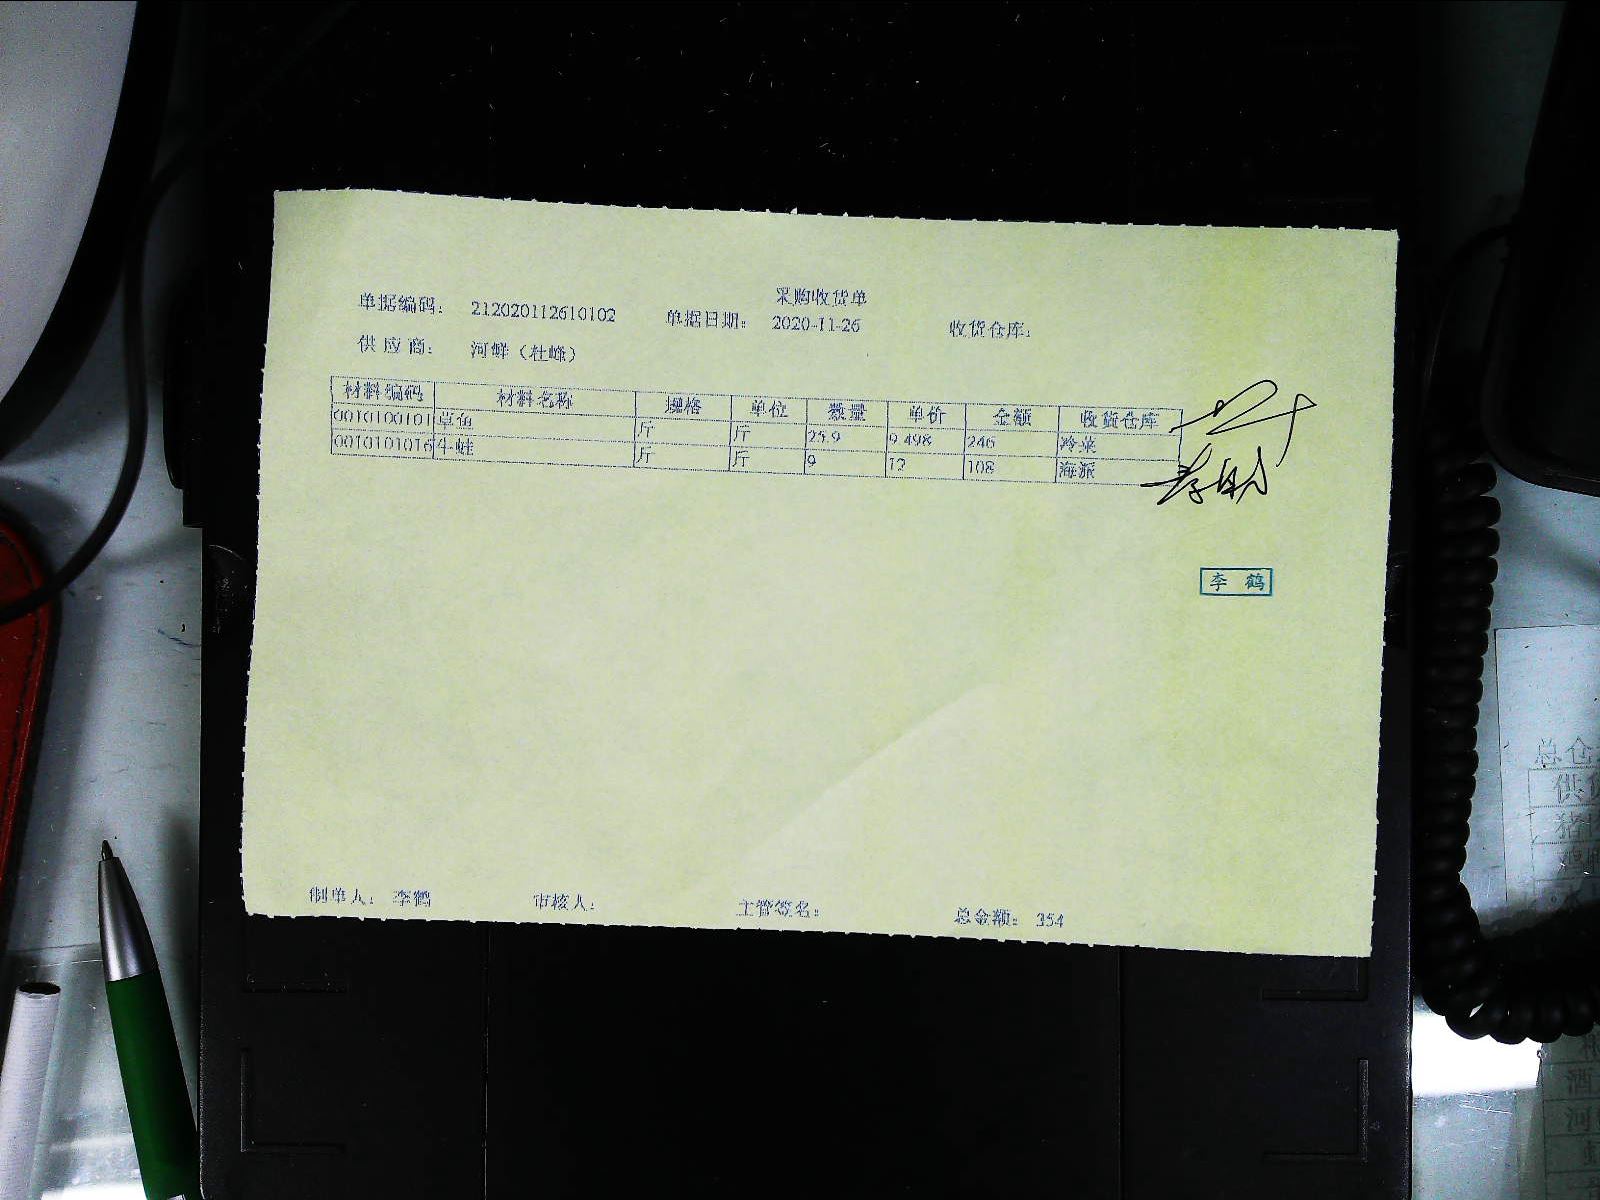 采购收货单
单据编码： 212020112610102 单据日期： 2020-11-26 收货仓库：
供应商： 河鲜（杜峰）
材料编码 材料名称 规格 单位 数量 单价 金额 收货仓库
0010100101 草鱼 斤 斤 25.9 9.498 246 冷菜
0010101016 牛蛙 斤 斤 9 12 108 海派
李鹤
制单人： 李鹤 审核人： 主管签名： 总金额： 354
总仓